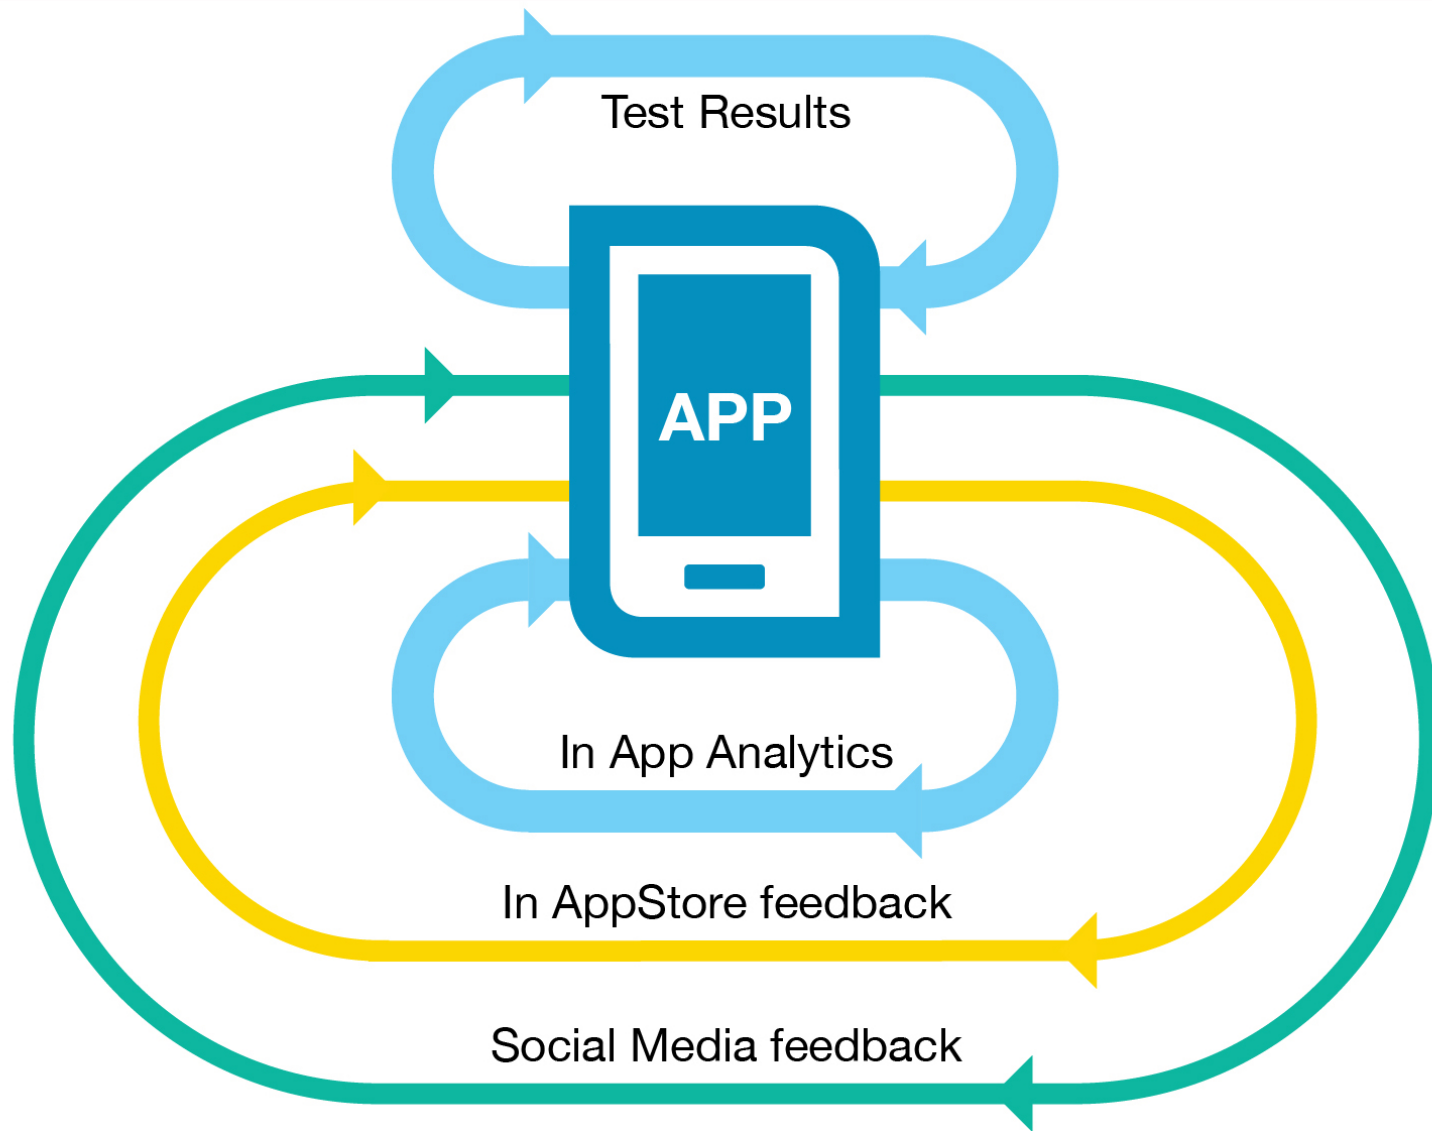 Test Results
APP
In App Analytics
In AppStore feedback
Social Media feedback